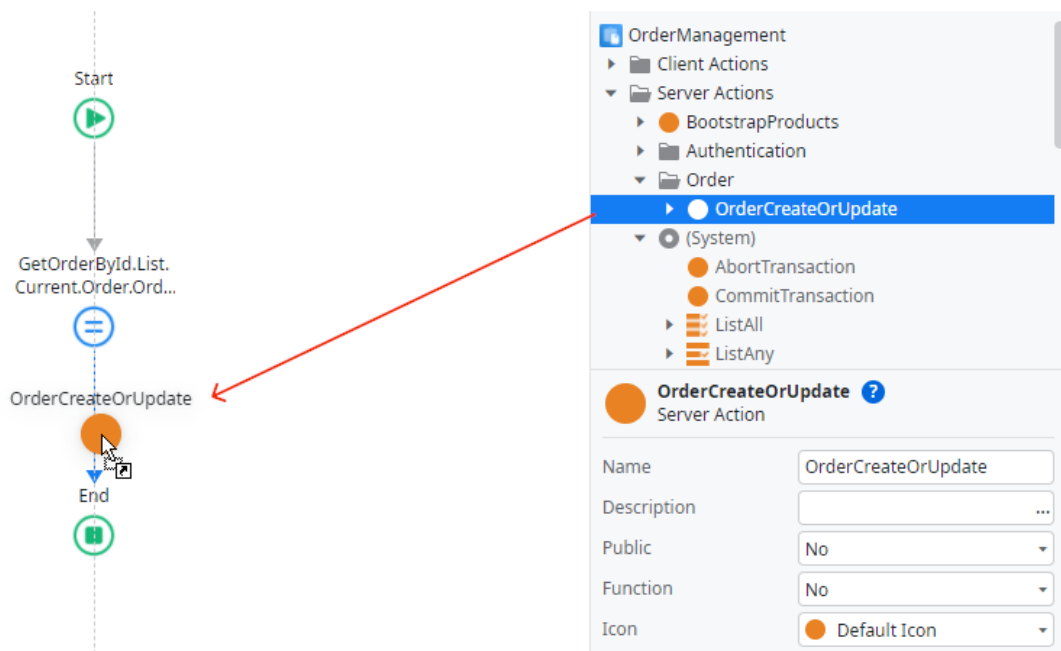 Start
GetOrderById.List.
Current.Order.Ord...
OrderCreateOrUpdate
End
OrderManagement
Client Actions
Server Actions
BootstrapProducts
Authentication
Order
OrderCreateOrUpdate
(System)
AbortTransaction
CommitTransaction
ListAll
ListAny
OrderCreateOrUpdate ?
Server Action
Name OrderCreateOrUpdate
Description ...
Public No
Function No
Icon Default Icon